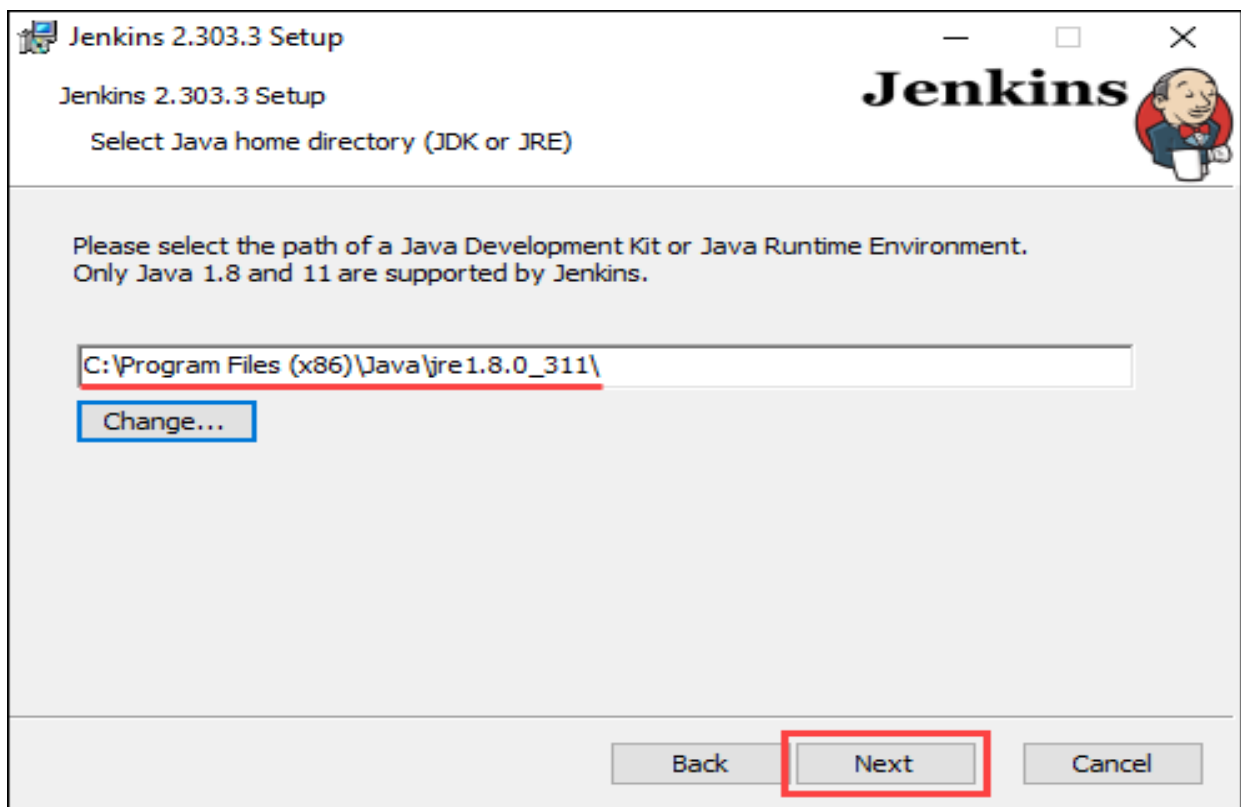 Jenkins 2.303.3 Setup
Jenkins 2.303.3 Setup
Jenkins
Select Java home directory (JDK or JRE)
Please select the path of a Java Development Kit or Java Runtime Environment.
Only Java 1.8 and 11 are supported by Jenkins.
C:\Program Files (x86)\Java\jre1.8.0_311\
Change...
Back Next Cancel